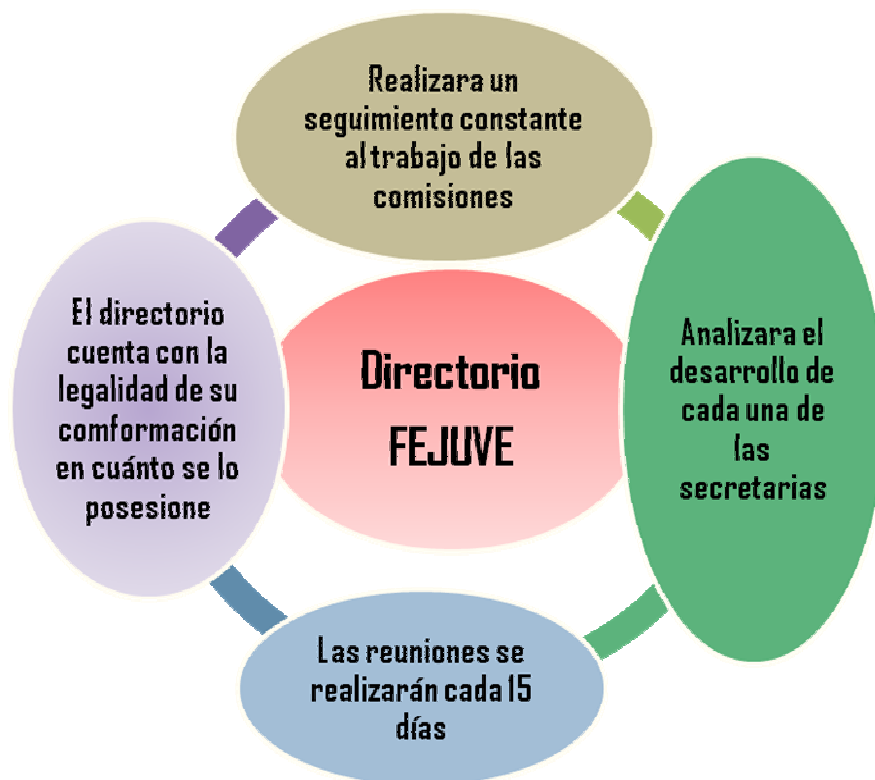 Realizara un
seguimiento constante
al trabajo de las
comisiones
El directorio
cuenta con la
legalidad de su
comformación
en cuánto se lo
posesione
Directorio
FEJUVE
Analizara el
desarrollo de
cada una de
las
secretarias
Las reuniones se
realizarán cada 15
días